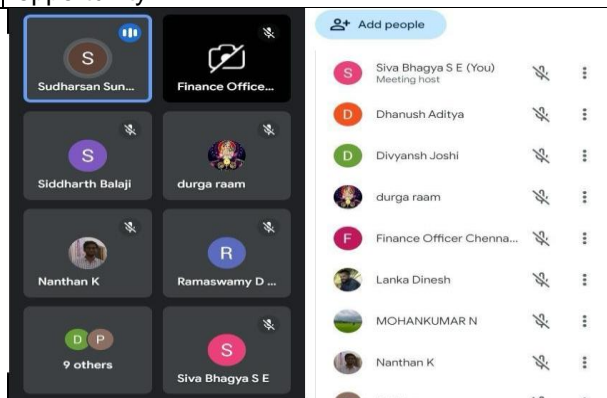 opportunity
S
Sudharsan Sun...
Finance Office...
S
Siddharth Balaji
durga raam
Nanthan K
R
Ramaswamy D ...
D P
9 others
S
Siva Bhagya S E
Add people
S
Siva Bhagya S E (You)
Meeting host
D
Dhanush Aditya
D
Divyansh Joshi
durga raam
F
Finance Officer Chenna...
Lanka Dinesh
MOHANKUMAR N
Nanthan K